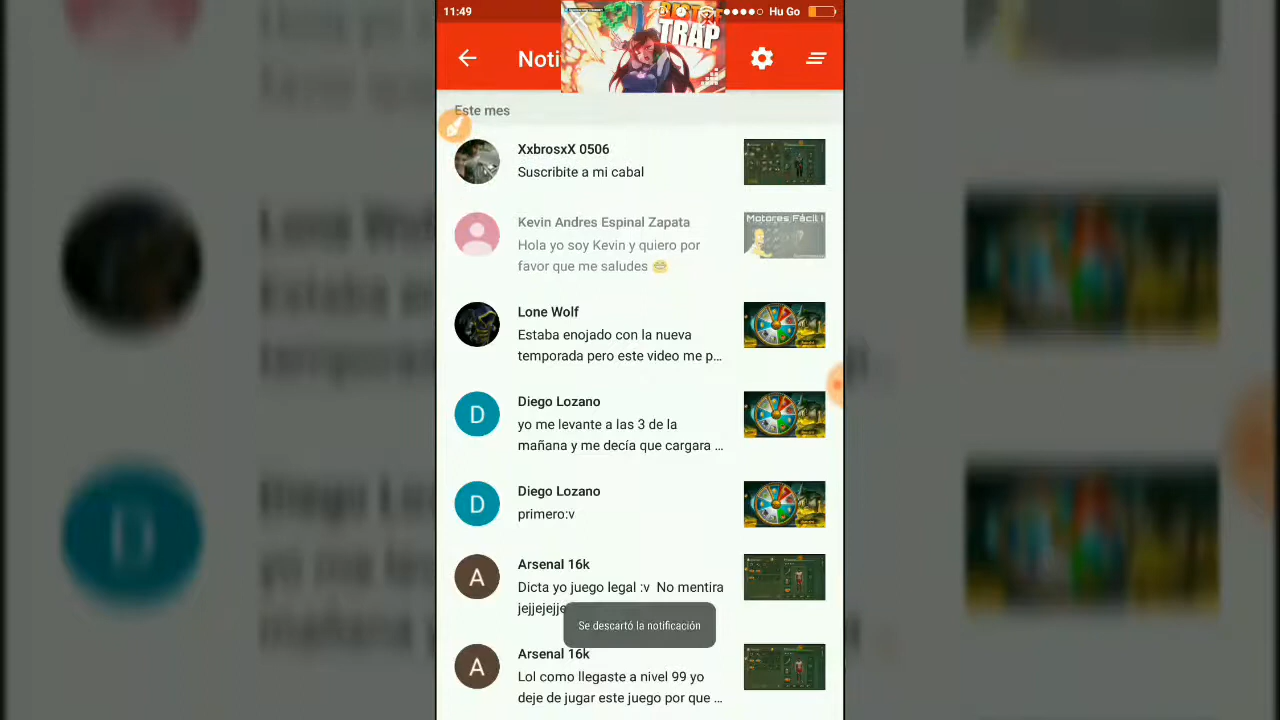 11:49
Hu Go
BEST OF
TRAP
Noti
Este mes
XxbrosxX 0506
Suscribite a mi cabal
Kevin Andres Espinal Zapata
Hola yo soy Kevin y quiero por
favor que me saludes 😁
Motores Fácil !
Lone Wolf
Estaba enojado con la nueva
temporada pero este video me p...
Diego Lozano
yo me levante a las 3 de la
mañana y me decía que cargara ...
Diego Lozano
primero:v
Arsenal 16k
Dicta yo juego legal :v No mentira
jejjejejje
Se descartó la notificación
Arsenal 16k
Lol como llegaste a nivel 99 yo
deje de jugar este juego por que ...